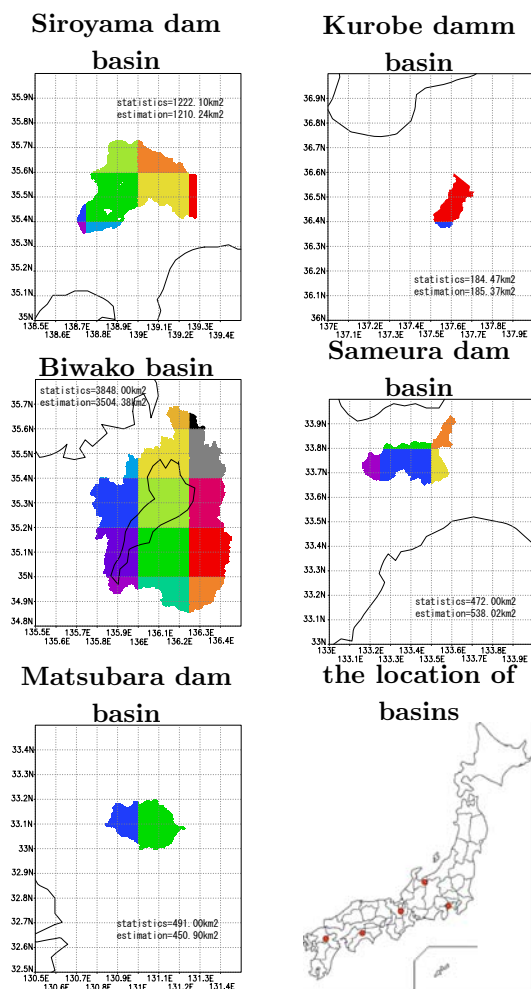 Siroyama dam
basin
35.9N
35.8N
35.7N
35.6N
35.5N
35.4N
35.3N
35.2N
35.1N
35N
statistics=1222.10km2
estimation=1210.24km2
138.5E 138.7E 138.9E 139.1E 139.3E
138.6E 138.8E 139E 139.2E 139.4E
Kurobe damm
basin
36.9N
36.8N
36.7N
36.6N
36.5N
36.4N
36.3N
36.2N
36.1N
36N
statistics=184.47km2
estimation=185.37km2
137E 137.2E 137.4E 137.6E 137.8E
137.1E 137.3E 137.5E 137.7E 137.9E
Biwako basin
statistics=3848.00km2
estimation=3504.38km2
35.7N
35.6N
35.5N
35.4N
35.3N
35.2N
35.1N
35N
34.9N
34.8N
135.5E 135.7E 135.9E 136.1E 136.3E
135.6E 135.8E 136E 136.2E 136.4E
Sameura dam
basin
33.9N
33.8N
33.7N
33.6N
33.5N
33.4N
33.3N
33.2N
33.1N
33N
statistics=472.00km2
estimation=538.02km2
133E 133.2E 133.4E 133.6E 133.8E
133.1E 133.3E 133.5E 133.7E 133.9E
Matsubara dam
basin
33.4N
33.3N
33.2N
33.1N
33N
32.9N
32.8N
32.7N
32.6N
32.5N
statistics=491.00km2
estimation=450.90km2
130.5E 130.7E 130.9E 131.1E 131.3E
130.6E 130.8E 131E 131.2E 131.4E
the location of
basins